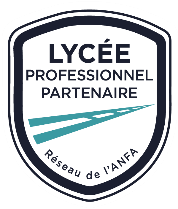 LYCÉE
PROFESSIONNEL
PARTENAIRE
Réseau de l'ANFA